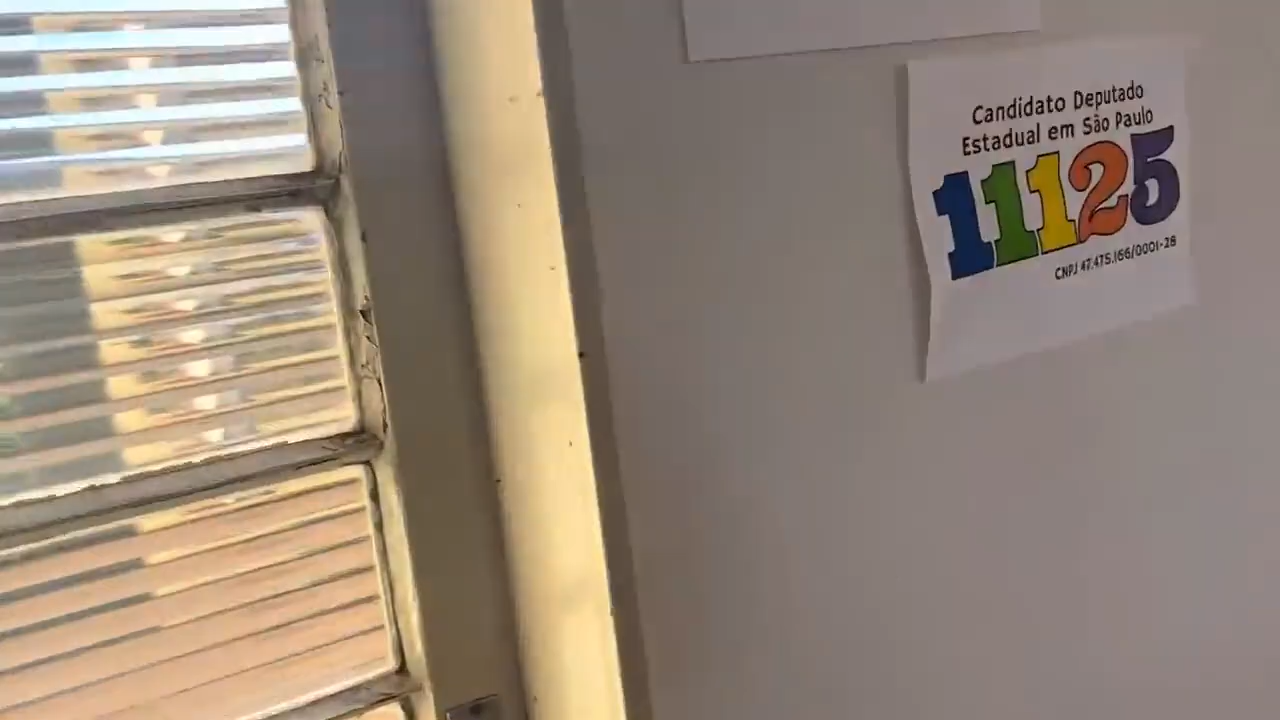 Candidato Deputado
Estadual em São Paulo
11125
CNPJ 47.475.166/0001-28